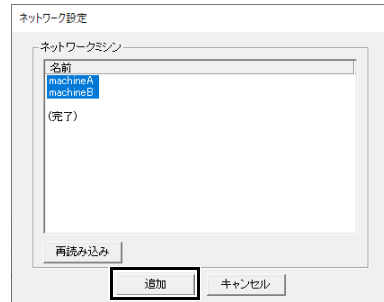 ネットワーク設定
ネットワークミシン
名前
machineA
machineB
(完了)
再読み込み
追加
キャンセル